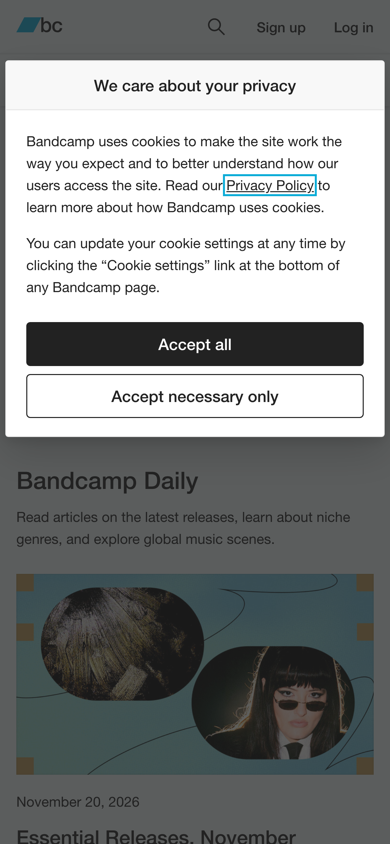 bc
Sign up
Log in
We care about your privacy
Bandcamp uses cookies to make the site work the
way you expect and to better understand how our
users access the site. Read our Privacy Policy to
learn more about how Bandcamp uses cookies.
You can update your cookie settings at any time by
clicking the “Cookie settings” link at the bottom of
any Bandcamp page.
Accept all
Accept necessary only
Bandcamp Daily
Read articles on the latest releases, learn about niche
genres, and explore global music scenes.
November 20, 2026
Essential Releases, November